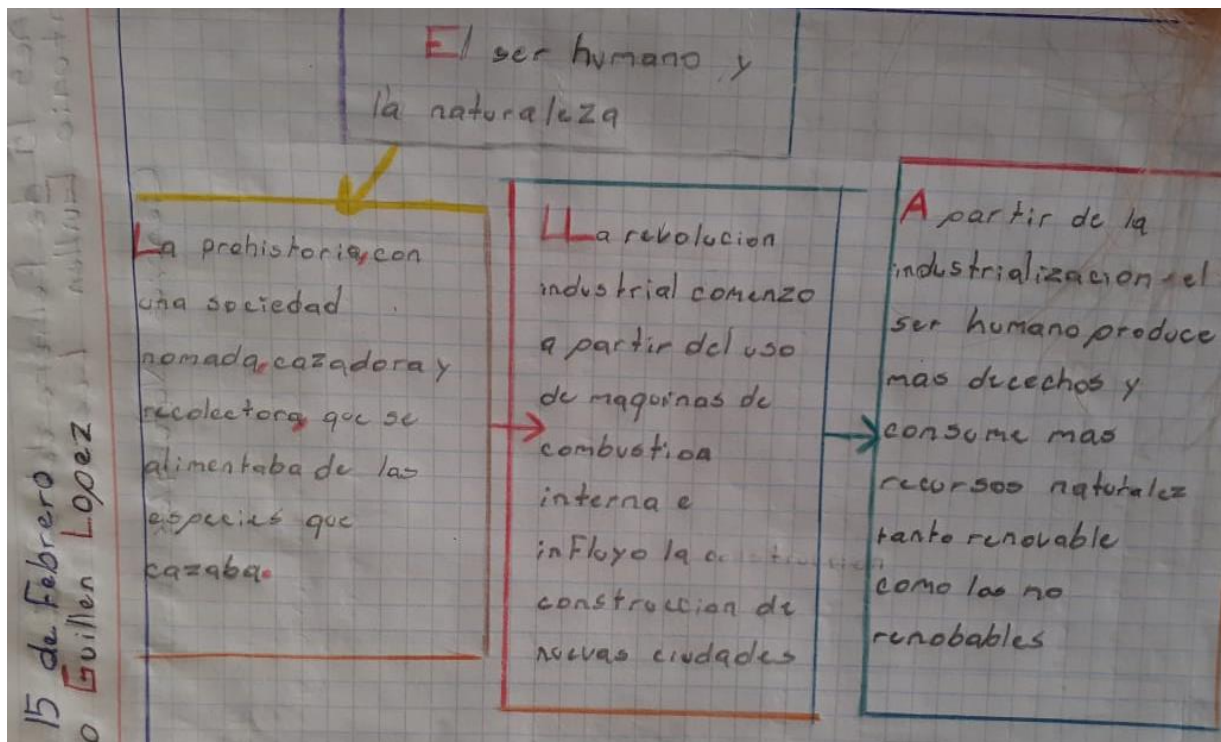 El ser humano y
la naturaleza
La prehistoria, con
una sociedad
nomada, cazadora y
recolectora, que se
alimentaba de las
especies que
cazaba.
LLa rebolucion
industrial comenzo
a partir del uso
de maquinas de
combustion
interna e
inFluyo la
construccion de
nuevas ciudades
A partir de la
industrializacion el
ser humano produce
mas decechos y
consume mas
recursos naturalez
tanto renovable
como las no
renobables
15 de Febrero
Guillen Lopez